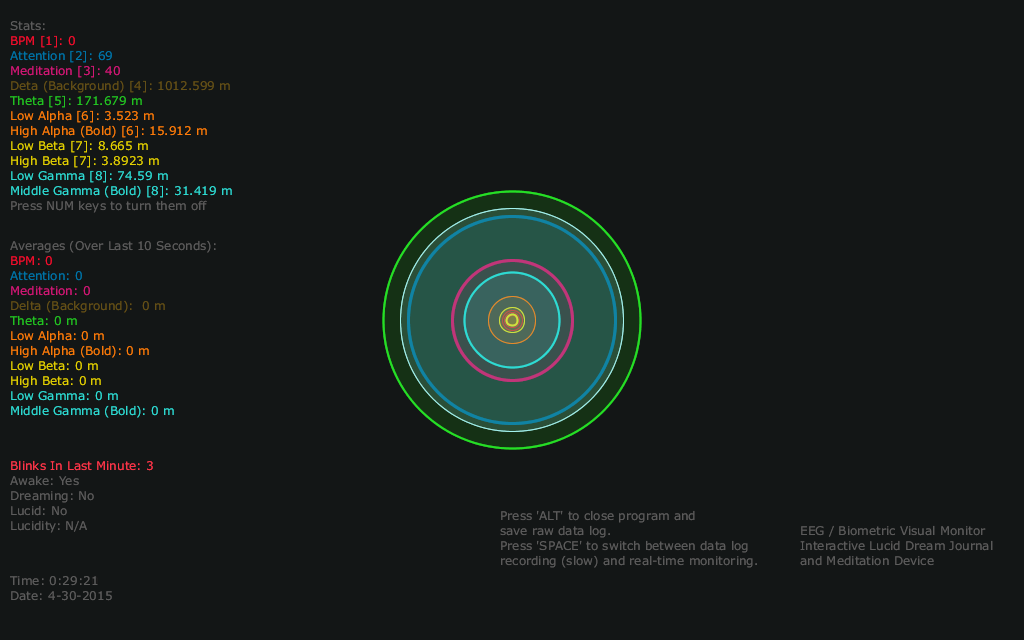 Stats:
BPM [1]: 0
Attention [2]: 69
Meditation [3]: 40
Deta (Background) [4]: 1012.599 m
Theta [5]: 171.679 m
Low Alpha [6]: 3.523 m
High Alpha (Bold) [6]: 15.912 m
Low Beta [7]: 8.665 m
High Beta [7]: 3.8923 m
Low Gamma [8]: 74.59 m
Middle Gamma (Bold) [8]: 31.419 m
Press NUM keys to turn them off
Averages (Over Last 10 Seconds):
BPM: 0
Attention: 0
Meditation: 0
Delta (Background):  0 m
Theta: 0 m
Low Alpha: 0 m
High Alpha (Bold): 0 m
Low Beta: 0 m
High Beta: 0 m
Low Gamma: 0 m
Middle Gamma (Bold): 0 m
Blinks In Last Minute: 3
Awake: Yes
Dreaming: No
Lucid: No
Lucidity: N/A
Time: 0:29:21
Date: 4-30-2015
Press 'ALT' to close program and
save raw data log.
Press 'SPACE' to switch between data log
recording (slow) and real-time monitoring.
EEG / Biometric Visual Monitor
Interactive Lucid Dream Journal
and Meditation Device